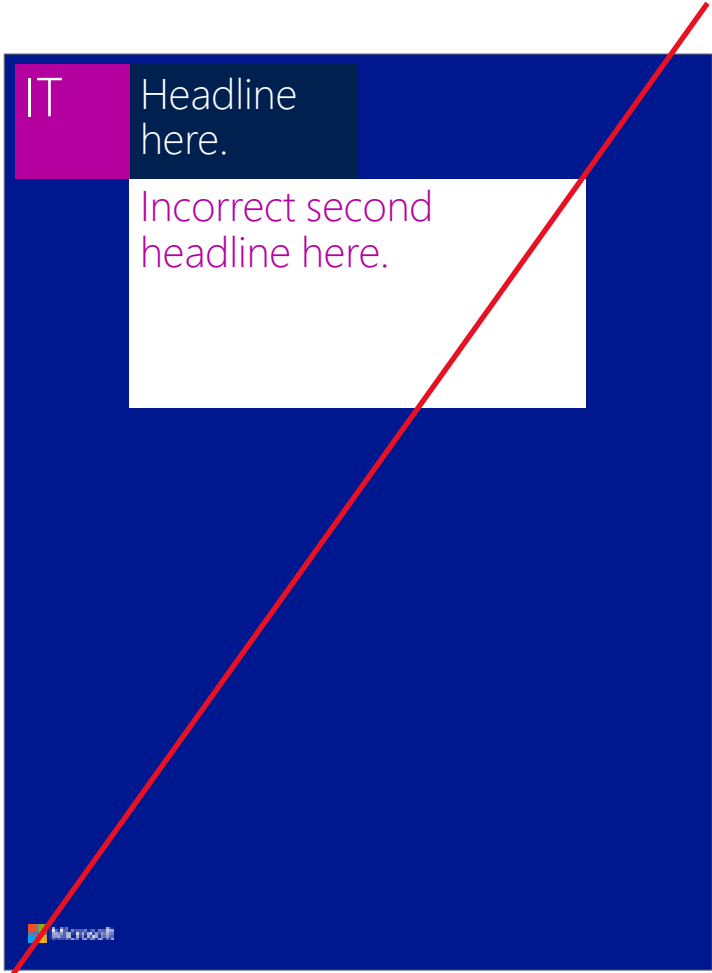 IT
Headline
here.
Incorrect second
headline here.
Microsoft